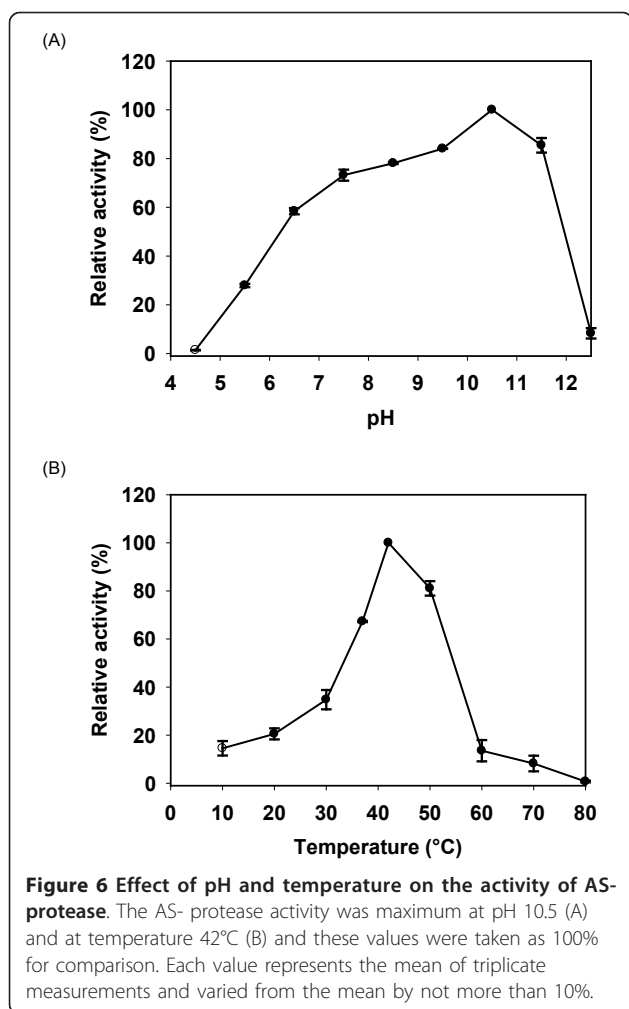 (A)
120
100
80
60
40
20
0
Relative activity (%)
4 5 6 7 8 9 10 11 12
pH
(B)
120
100
80
60
40
20
0
Relative activity (%)
0 10 20 30 40 50 60 70 80
Temperature (°C)
Figure 6 Effect of pH and temperature on the activity of AS-
protease. The AS- protease activity was maximum at pH 10.5 (A)
and at temperature 42°C (B) and these values were taken as 100%
for comparison. Each value represents the mean of triplicate
measurements and varied from the mean by not more than 10%.